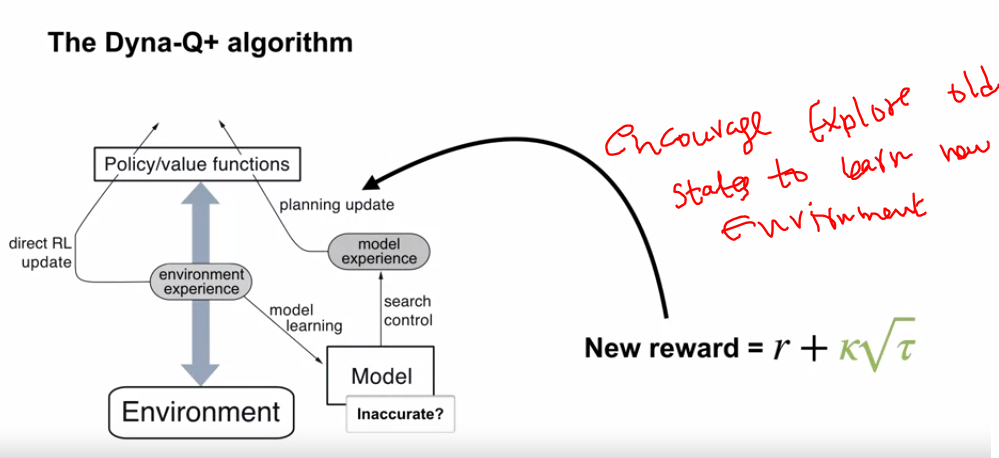 The Dyna-Q+ algorithm
Encourage Explore old
states to learn new
Environment
Policy/value functions
planning update
direct RL
update
model
experience
environment
experience
model
learning
search
control
New reward = r + κ√τ
Model
Inaccurate?
Environment